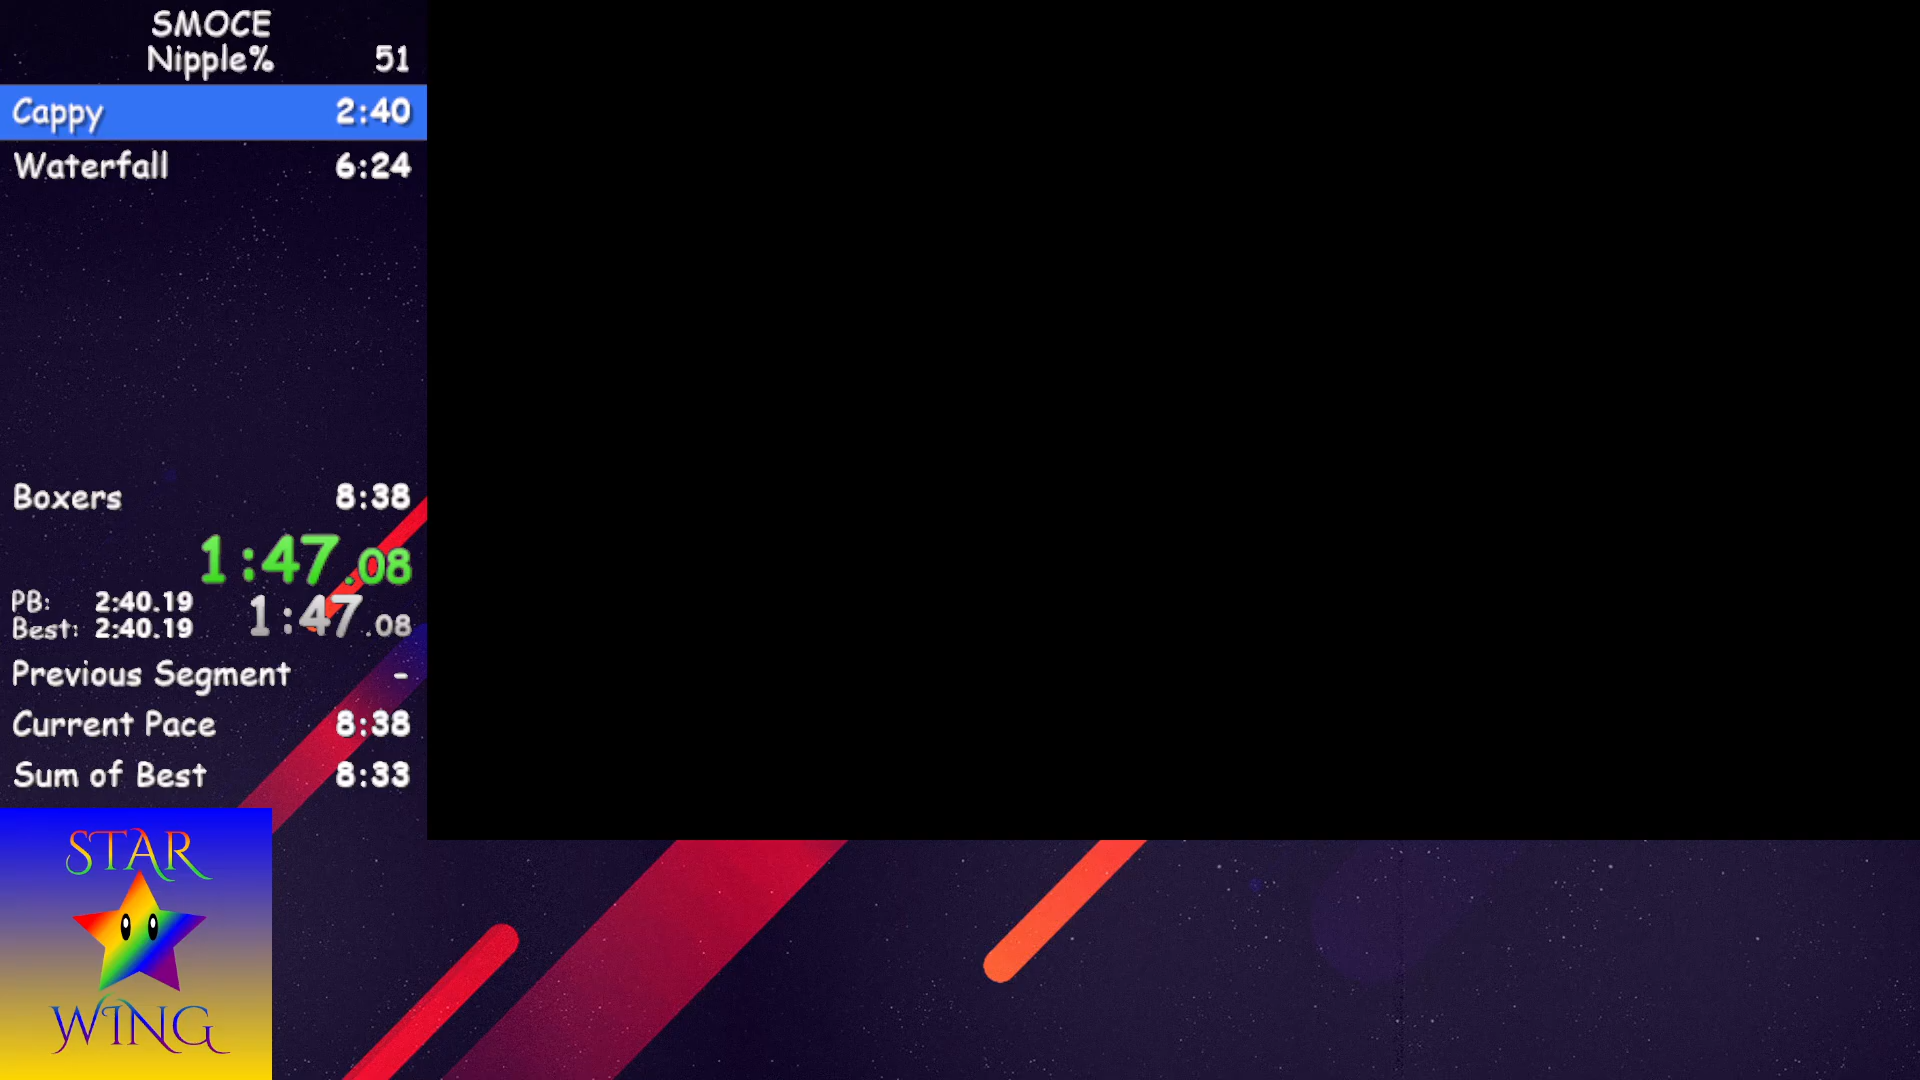 SMOCE
Nipple% 51
Cappy 2:40
Waterfall 6:24
Boxers 8:38
1:47.08
PB: 2:40.19
Best: 2:40.19 1:47.08
Previous Segment -
Current Pace 8:38
Sum of Best 8:33
STAR
WING